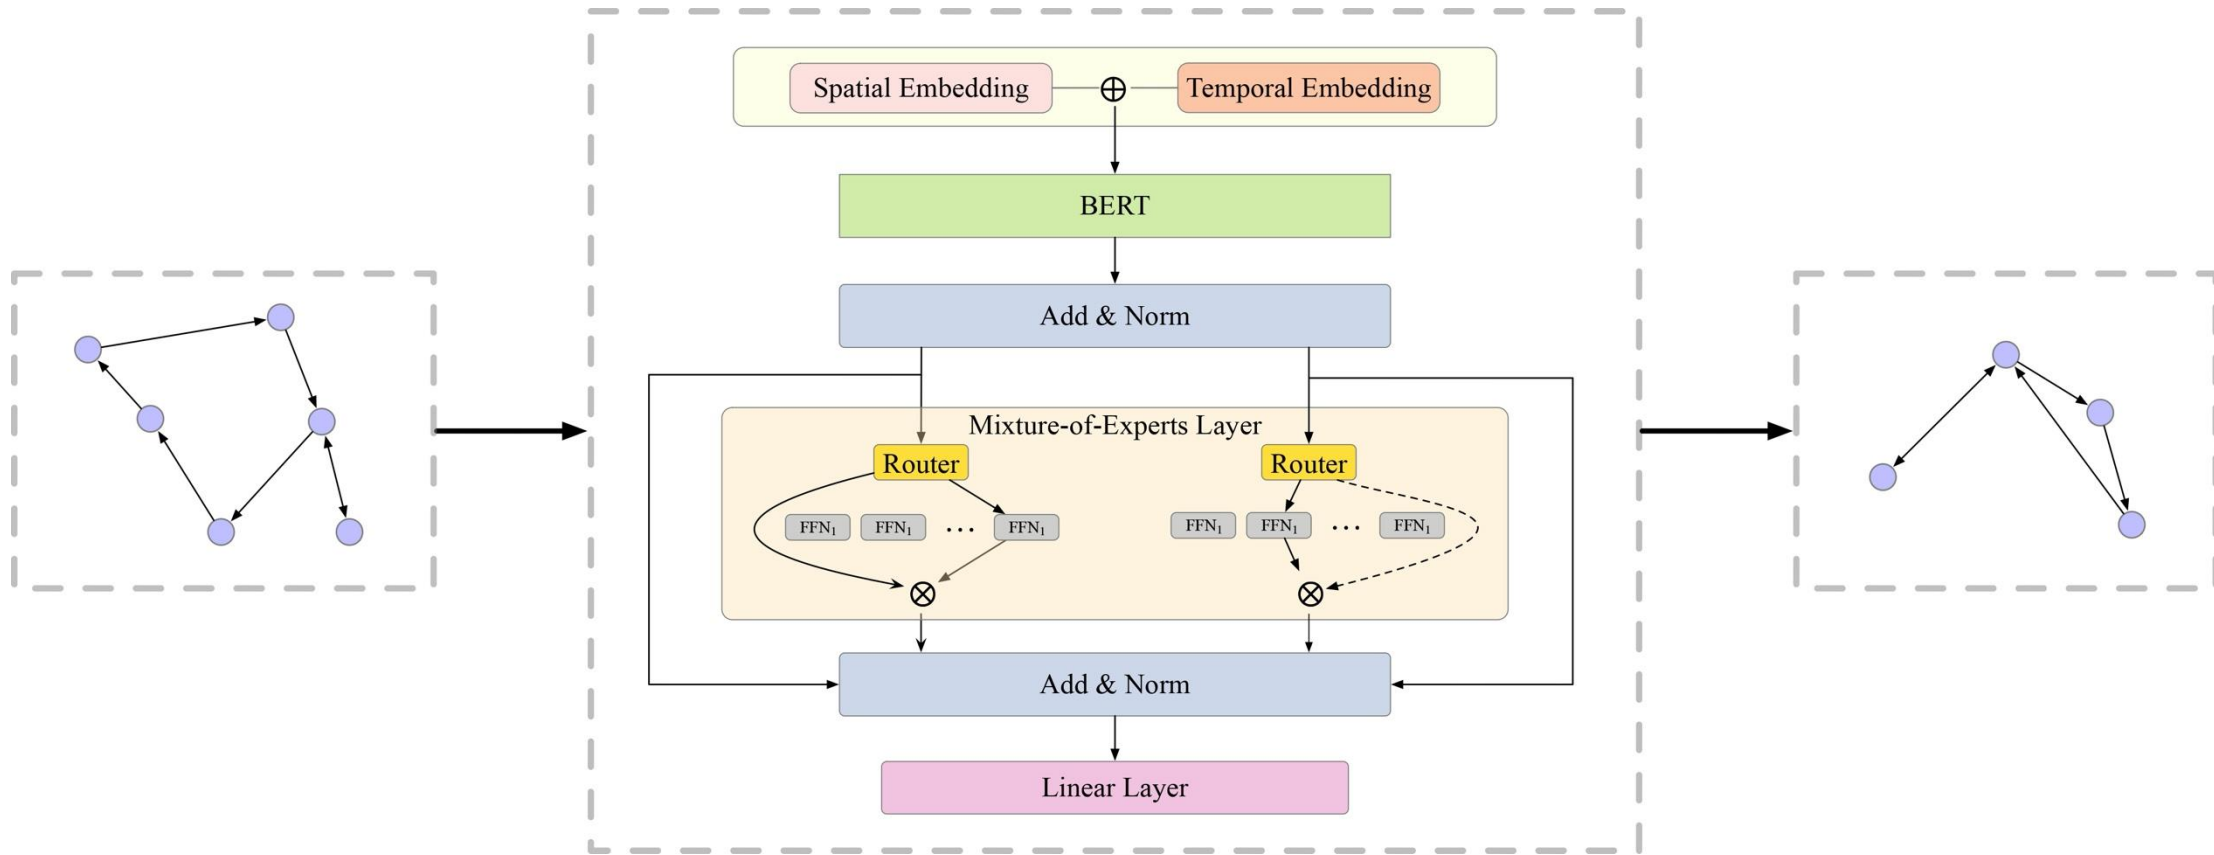 Spatial Embedding ⊕ Temporal Embedding
BERT
Add & Norm
Mixture-of-Experts Layer
Router Router
FFN₁ FFN₁ ... FFN₁ FFN₁ FFN₁ ... FFN₁
Add & Norm
Linear Layer